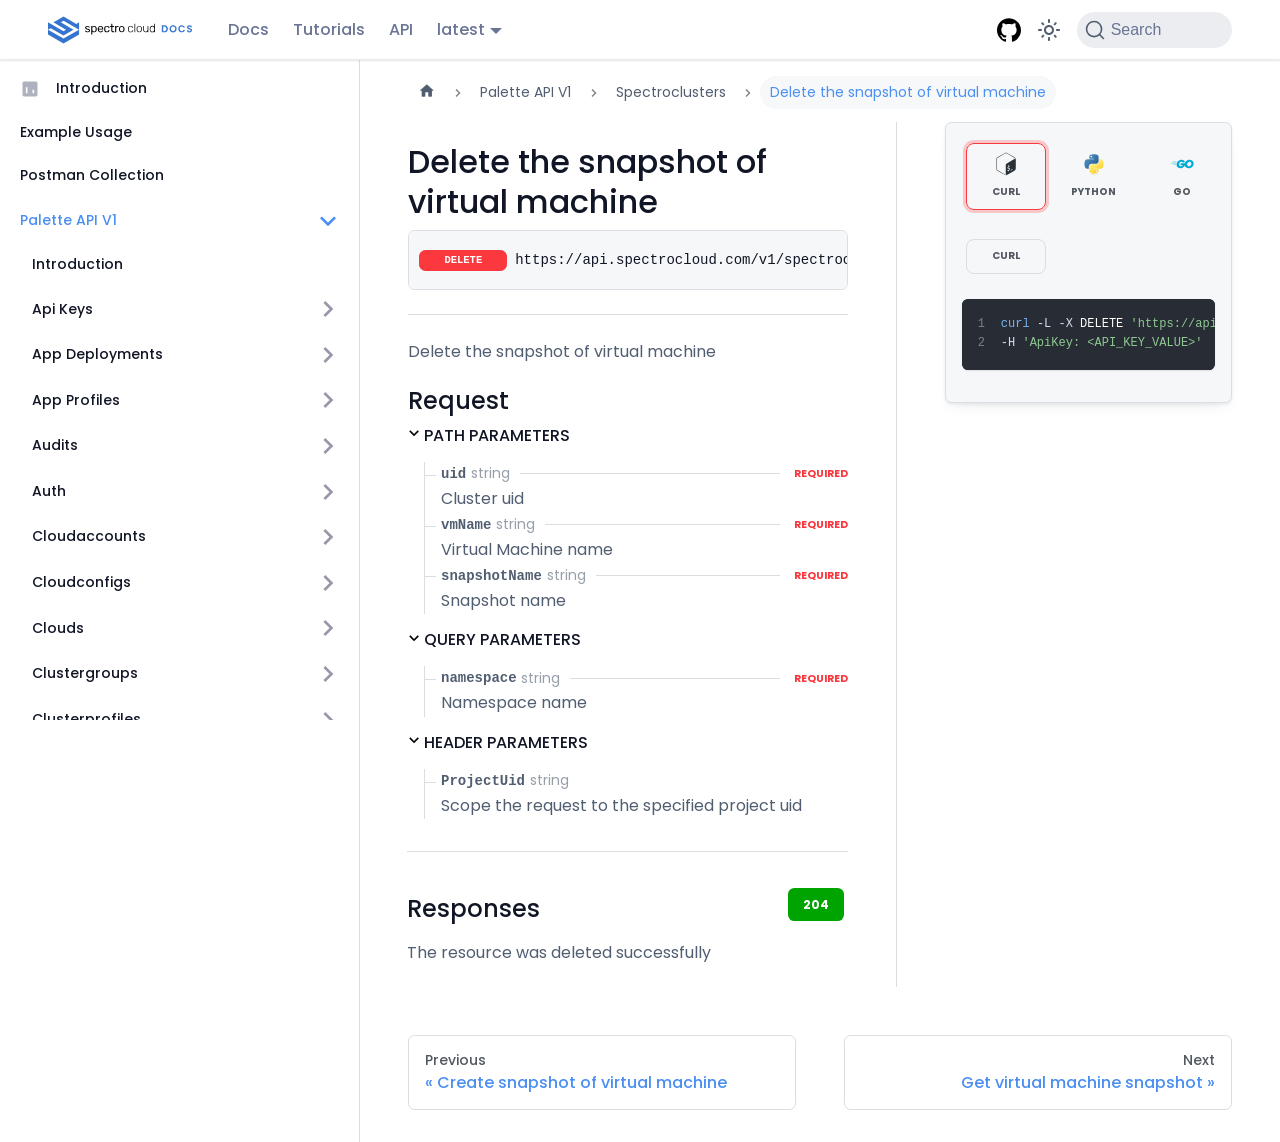 spectro cloud DOCS Docs Tutorials API latest Search
Introduction
Example Usage
Postman Collection
Palette API V1
Introduction
Api Keys
App Deployments
App Profiles
Audits
Auth
Cloudaccounts
Cloudconfigs
Clouds
Clustergroups
Clusterprofiles
Palette API V1 Spectroclusters Delete the snapshot of virtual machine
Delete the snapshot of
virtual machine
DELETE https://api.spectrocloud.com/v1/spectroc
Delete the snapshot of virtual machine
Request
PATH PARAMETERS
uid string REQUIRED
Cluster uid
vmName string REQUIRED
Virtual Machine name
snapshotName string REQUIRED
Snapshot name
QUERY PARAMETERS
namespace string REQUIRED
Namespace name
HEADER PARAMETERS
ProjectUid string
Scope the request to the specified project uid
Responses 204
The resource was deleted successfully
CURL PYTHON GO
CURL
1 curl -L -X DELETE 'https://api
2 -H 'ApiKey: <API_KEY_VALUE>'
Previous
« Create snapshot of virtual machine
Next
Get virtual machine snapshot »